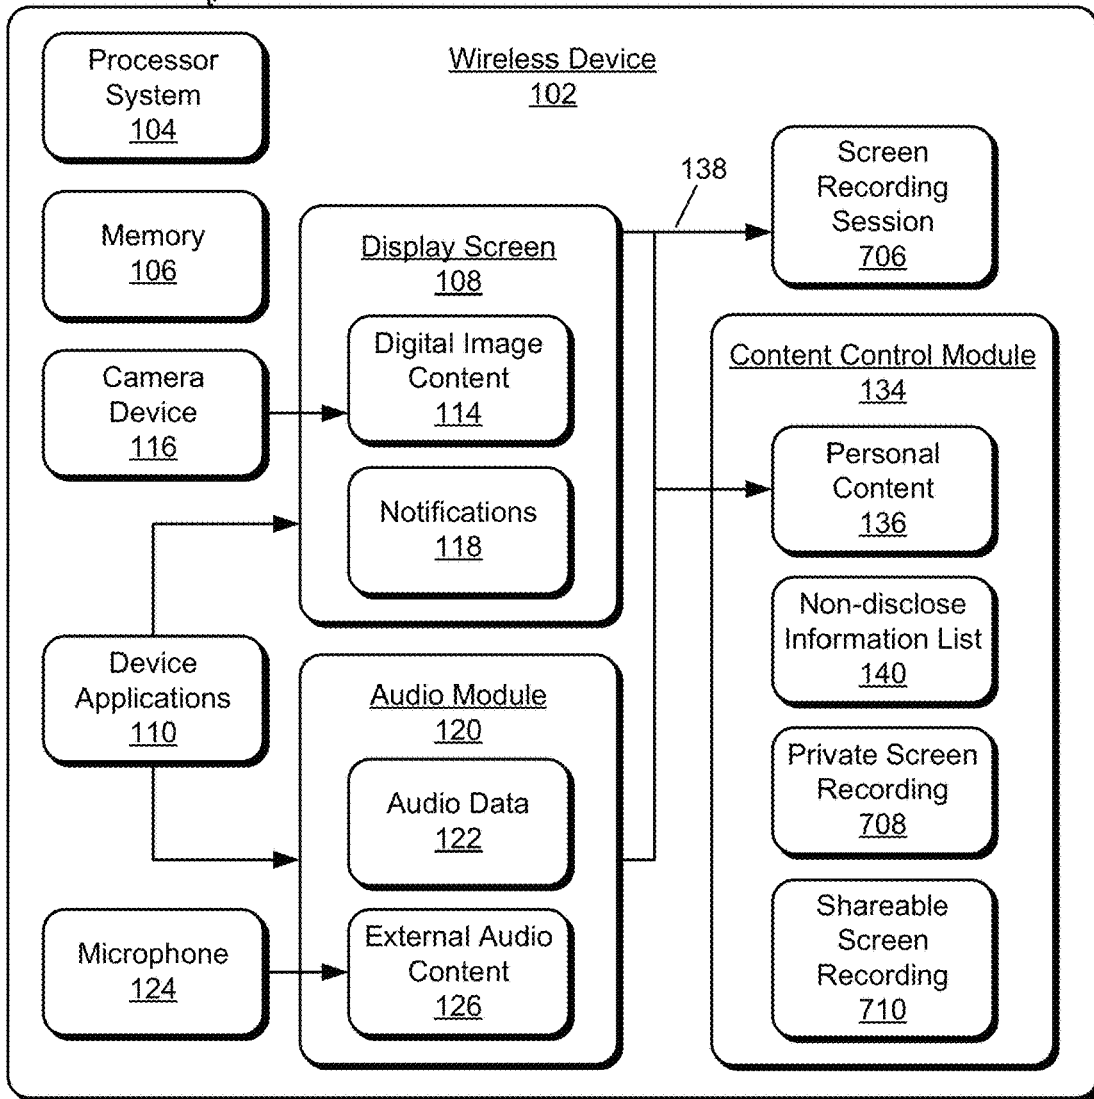 Processor
System
104
Wireless Device
102
Memory
106
Camera
Device
116
Device
Applications
110
Microphone
124
Display Screen
108
Digital Image
Content
114
Notifications
118
Audio Module
120
Audio Data
122
External Audio
Content
126
138
Screen
Recording
Session
706
Content Control Module
134
Personal
Content
136
Non-disclose
Information List
140
Private Screen
Recording
708
Shareable
Screen
Recording
710